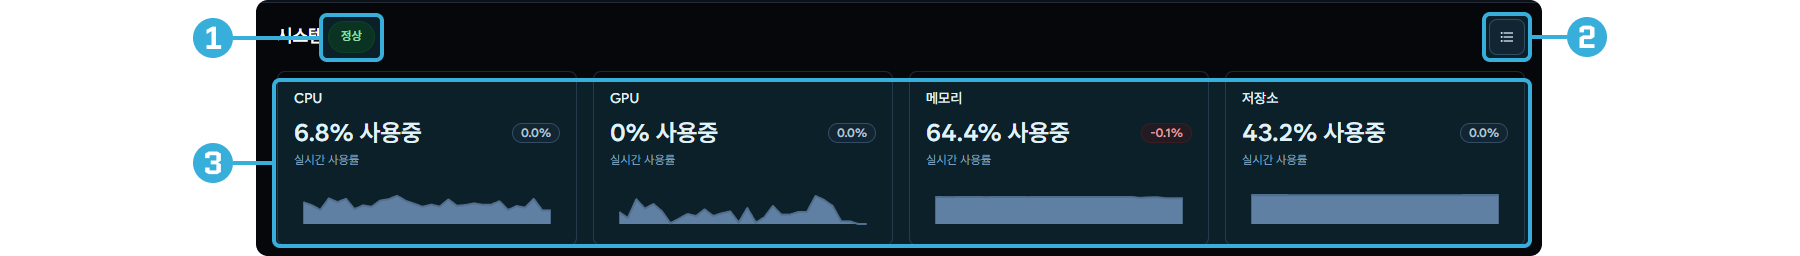 1
시스템
정상
2
3
CPU
6.8% 사용중
0.0%
실시간 사용률
GPU
0% 사용중
0.0%
실시간 사용률
메모리
64.4% 사용중
-0.1%
실시간 사용률
저장소
43.2% 사용중
0.0%
실시간 사용률